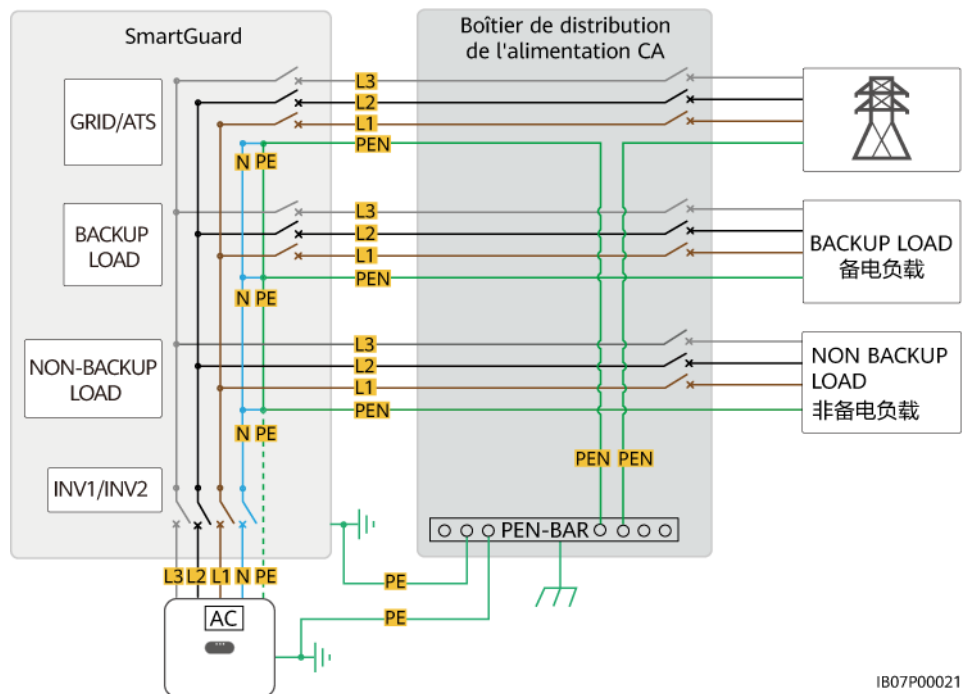 SmartGuard
Boîtier de distribution
de l'alimentation CA
GRID/ATS
L3
L2
L1
PEN
N PE
BACKUP
LOAD
L3
L2
L1
PEN
N PE
BACKUP LOAD
备电负载
NON-BACKUP
LOAD
L3
L2
L1
PEN
N PE
NON BACKUP
LOAD
非备电负载
PEN PEN
INV1/INV2
PEN-BAR
L3 L2 L1 N PE
PE
PE
AC
IB07P00021